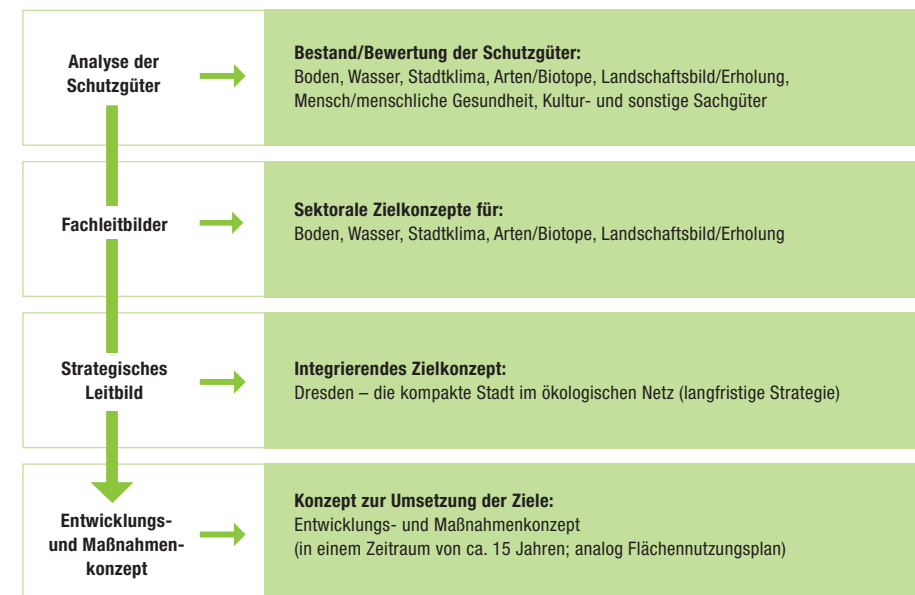 Analyse der
Schutzgüter
Bestand/Bewertung der Schutzgüter:
Boden, Wasser, Stadtklima, Arten/Biotope, Landschaftsbild/Erholung,
Mensch/menschliche Gesundheit, Kultur- und sonstige Sachgüter
Fachleitbilder
Sektorale Zielkonzepte für:
Boden, Wasser, Stadtklima, Arten/Biotope, Landschaftsbild/Erholung
Strategisches
Leitbild
Integrierendes Zielkonzept:
Dresden – die kompakte Stadt im ökologischen Netz (langfristige Strategie)
Entwicklungs-
und Maßnahmen-
konzept
Konzept zur Umsetzung der Ziele:
Entwicklungs- und Maßnahmenkonzept
(in einem Zeitraum von ca. 15 Jahren; analog Flächennutzungsplan)